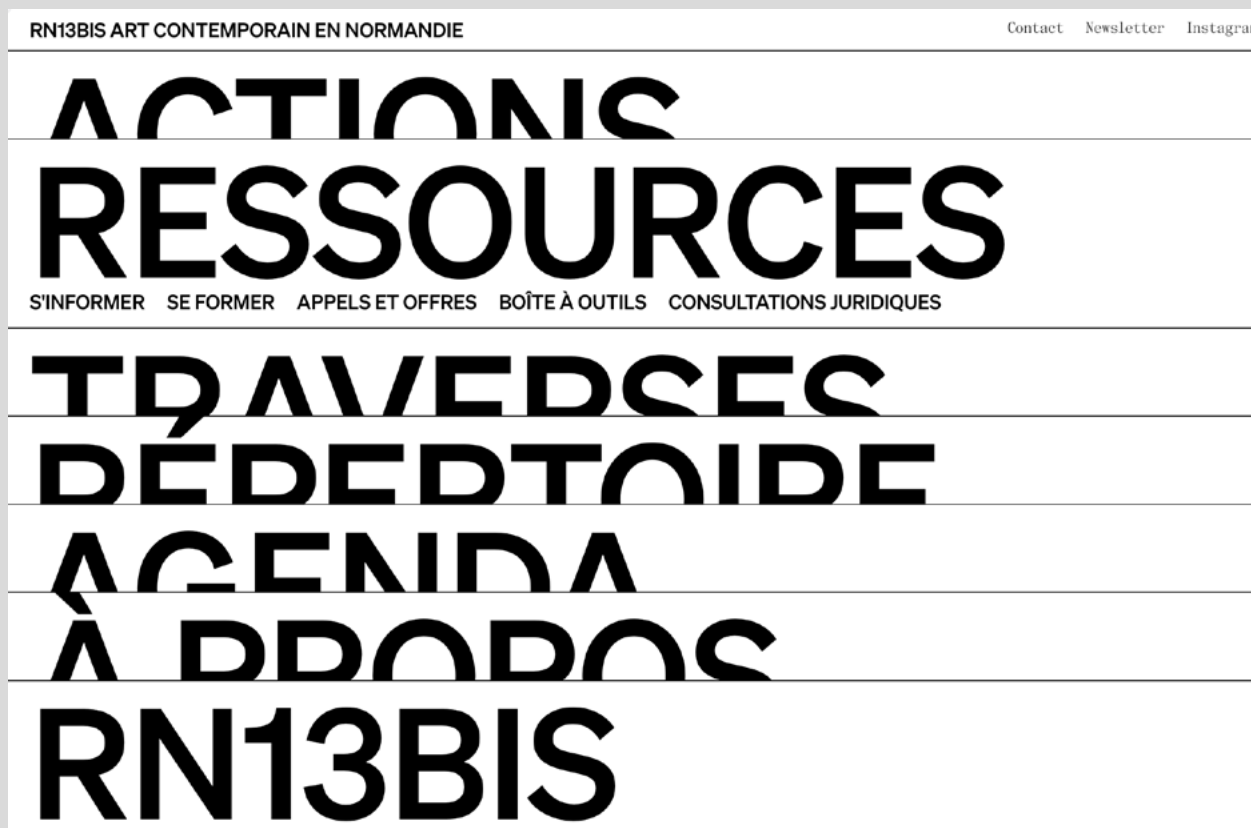 RN13BIS ART CONTEMPORAIN EN NORMANDIE
Contact Newsletter Instagram
ACTIONS
RESSOURCES
S'INFORMER SE FORMER APPELS ET OFFRES BOÎTE À OUTILS CONSULTATIONS JURIDIQUES
TRAVERSES
RÉPERTOIRE
AGENDA
À PROPOS
RN13BIS